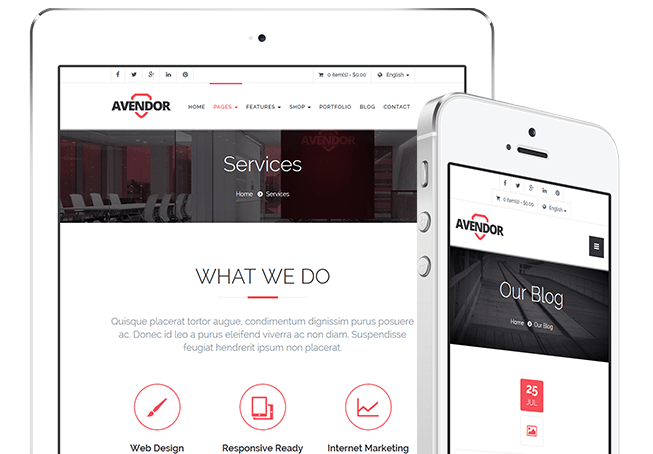 0 item(s) - $0.00 English
AVENDOR HOME PAGES FEATURES SHOP PORTFOLIO BLOG CONTACT
AVENDOR
Services
Home Services
WHAT WE DO
Quisque placerat tortor augue, condimentum dignissim purus posuere
ac. Donec id leo a purus eleifend viverra ac non diam. Suspendisse
feugiat hendrerit ipsum non placerat.
Web Design Responsive Ready Internet Marketing
0 item(s) - $0.00 English
AVENDOR
Our Blog
Home Our Blog
25
JUL